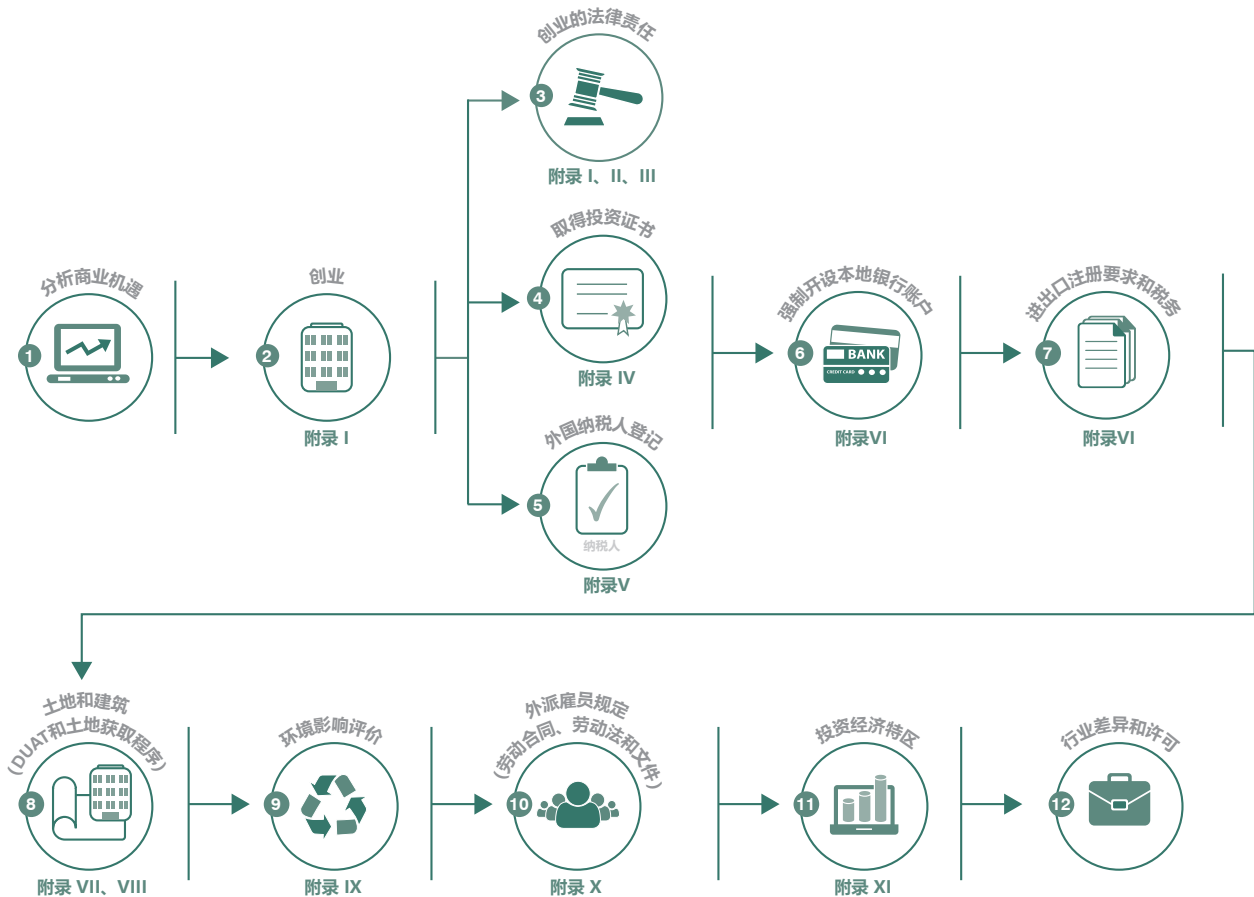 分析商业机遇
1
创业
2
附录 I
创业的法律责任
3
附录 I、II、III
取得投资证书
4
附录 IV
外国纳税人登记
5
纳税人
附录V
强制开设本地银行账户
6
BANK
CREDIT CARD
附录VI
进出口注册要求和税务
7
附录VI
土地和建筑
(DUAT和土地获取程序)
8
附录 VII、VIII
环境影响评价
9
附录 IX
外派雇员规定
(劳动合同、劳动法和文件)
10
附录 X
投资经济特区
11
附录 XI
行业差异和许可
12